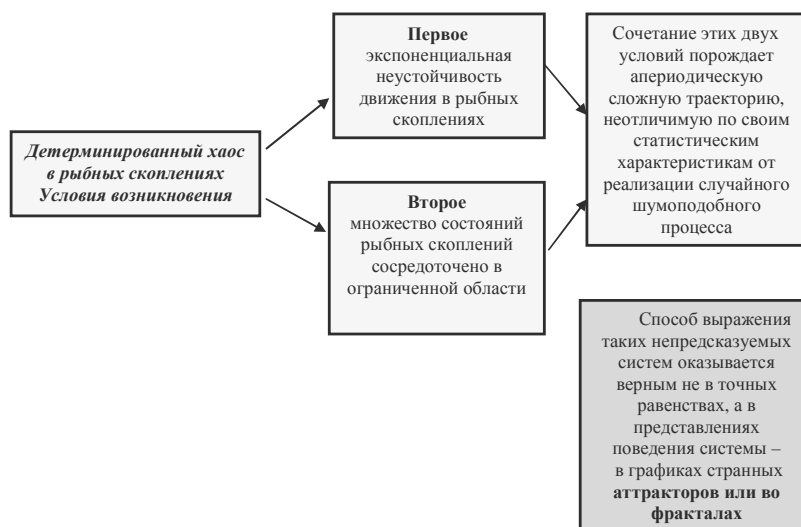 Детерминированный хаос
в рыбных скоплениях
Условия возникновения
Первое
экспоненциальная
неустойчивость
движения в рыбных
скоплениях
Второе
множество состояний
рыбных скоплений
сосредоточено в
ограниченной области
Сочетание этих двух
условий порождает
апериодическую
сложную траекторию,
неотличимую по своим
статистическим
характеристикам от
реализации случайного
шумоподобного
процесса
Способ выражения
таких непредсказуемых
систем оказывается
верным не в точных
равенствах, а в
представлениях
поведения системы –
в графиках странных
аттракторов или во
фракталах